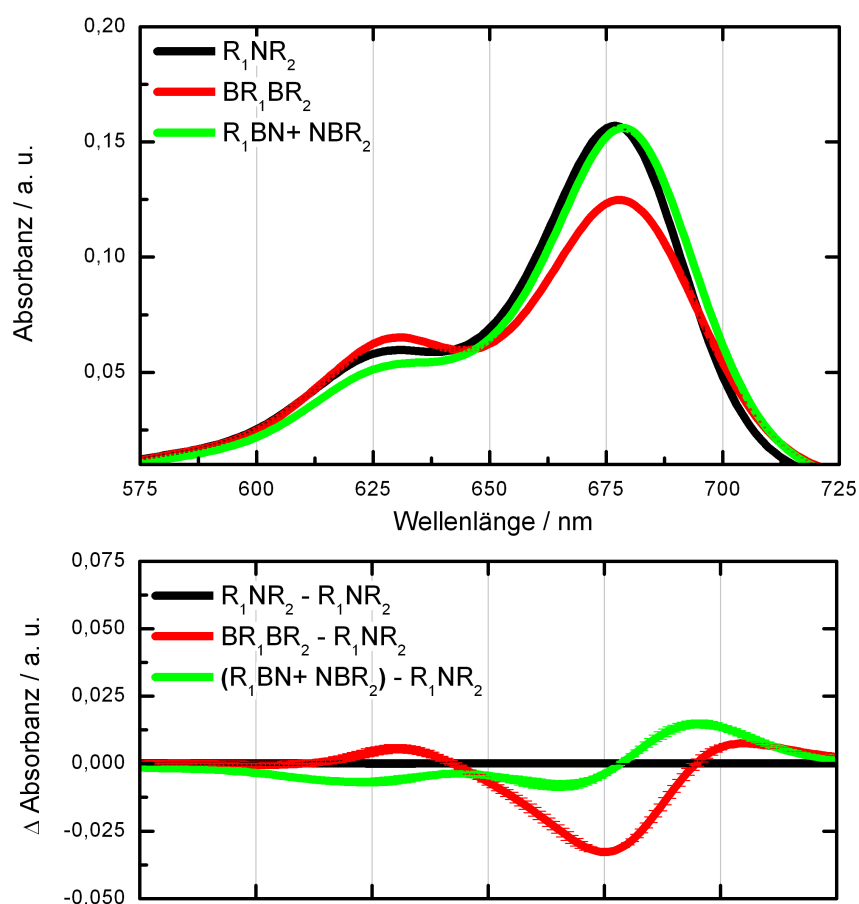 0,20
0,15
0,10
0,05
Absorbanz / a. u.
R₁NR₂
BR₁BR₂
R₁BN+ NBR₂
575 600 625 650 675 700 725
Wellenlänge / nm
0,075
0,050
0,025
0,000
-0,025
-0,050
Δ Absorbanz / a. u.
R₁NR₂ - R₁NR₂
BR₁BR₂ - R₁NR₂
(R₁BN+ NBR₂) - R₁NR₂